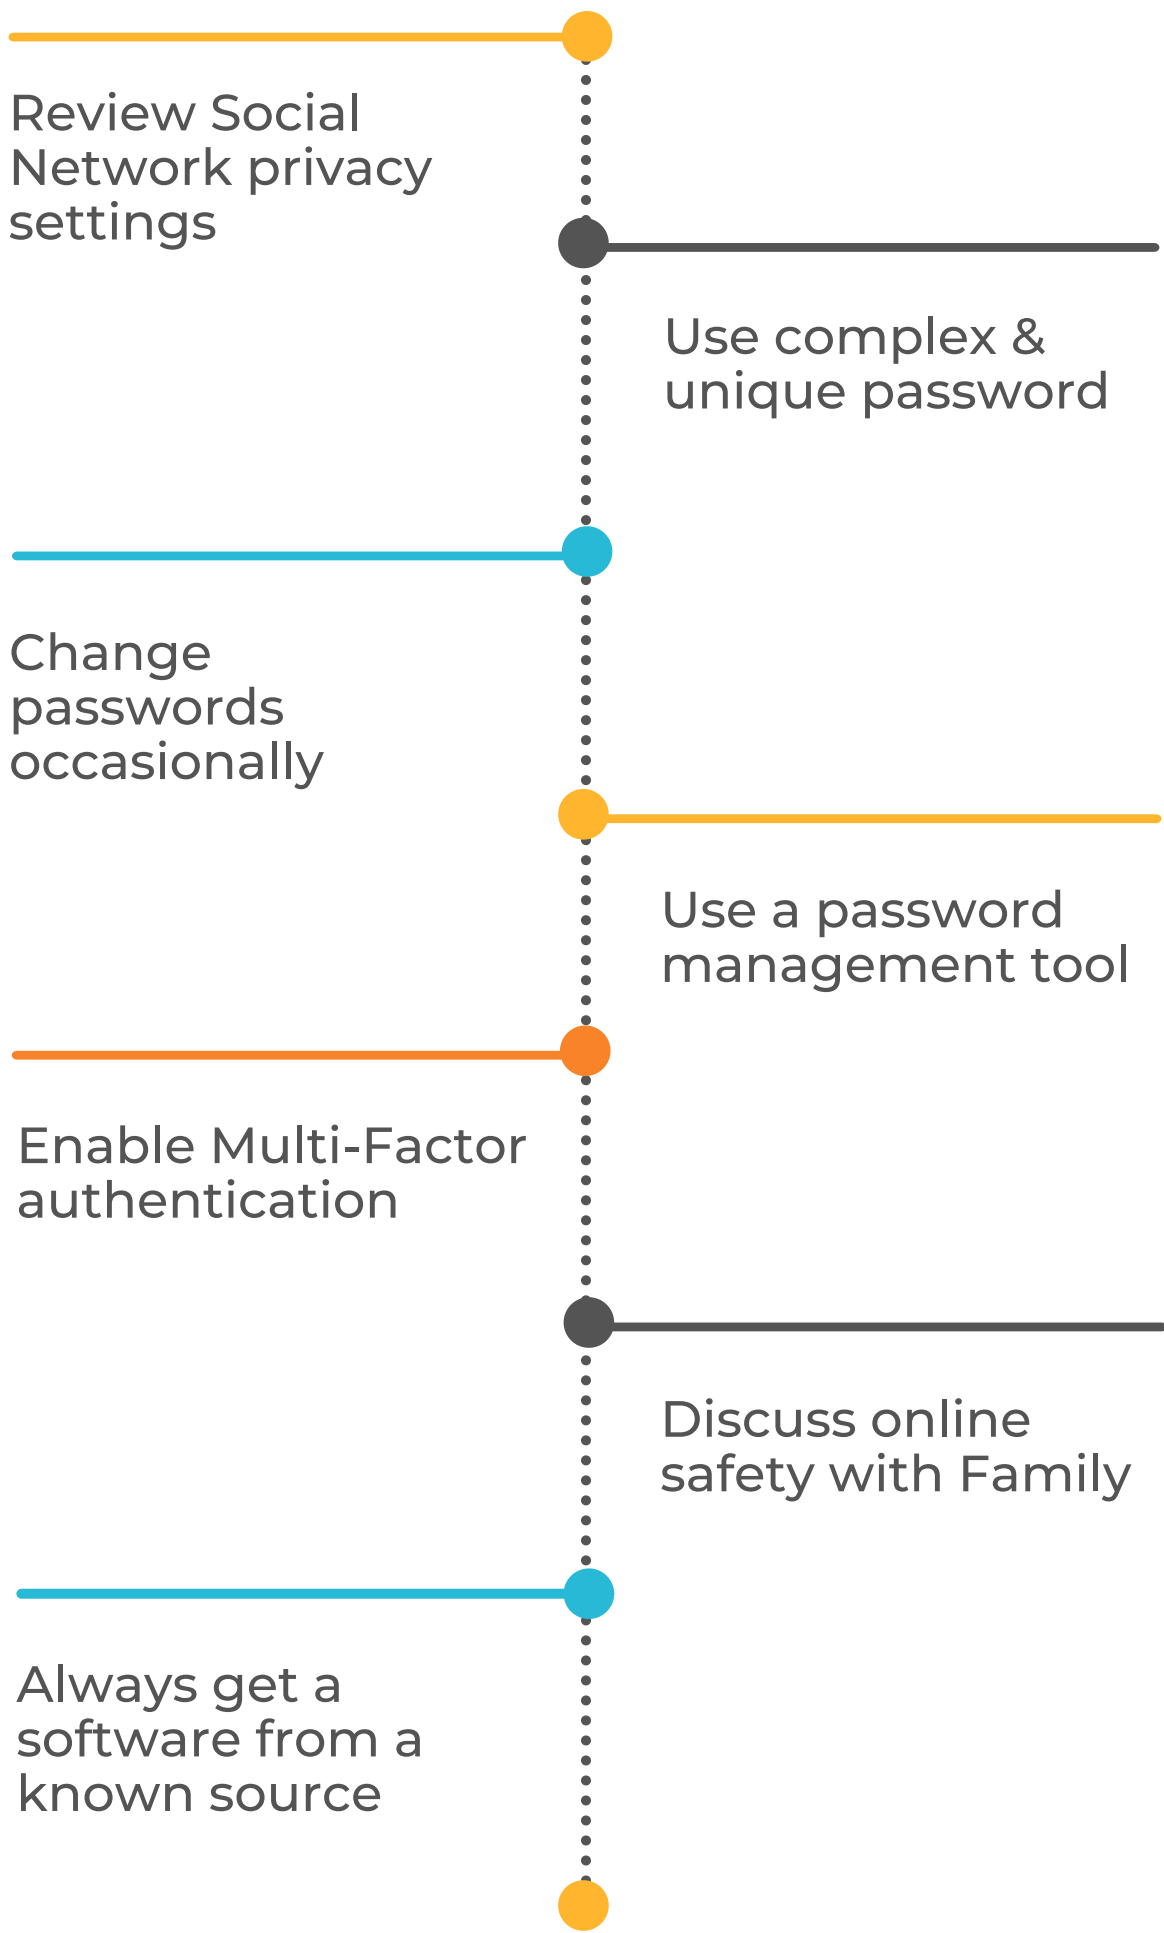 Review Social
Network privacy
settings
Use complex &
unique password
Change
passwords
occasionally
Use a password
management tool
Enable Multi-Factor
authentication
Discuss online
safety with Family
Always get a
software from a
known source